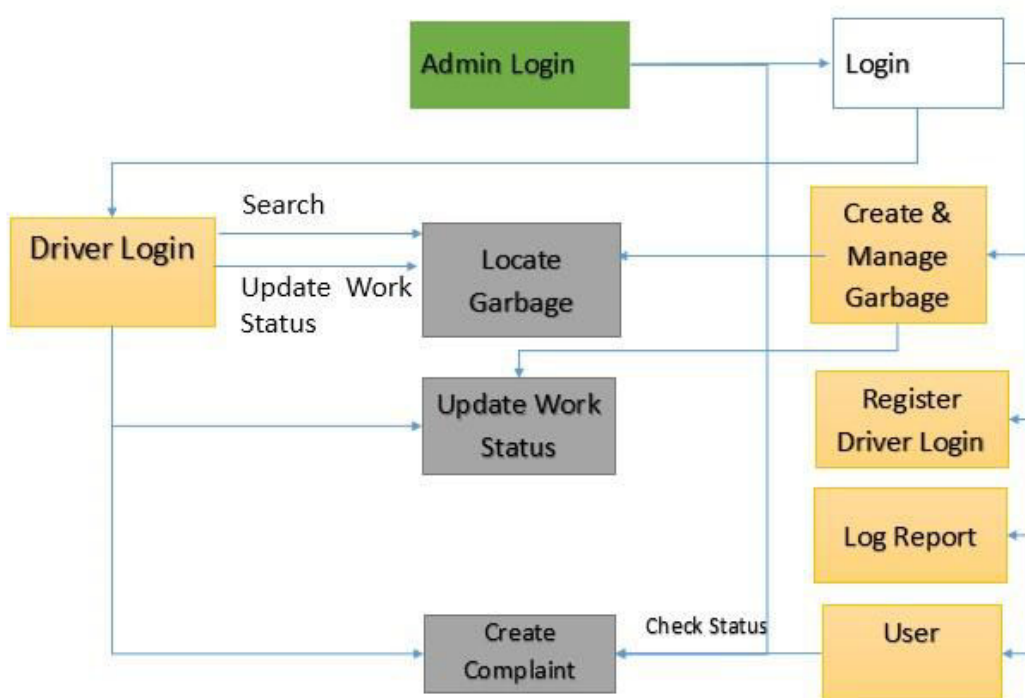 Admin Login
Login
Driver Login
Search
Update Work
Status
Locate
Garbage
Create &
Manage
Garbage
Update Work
Status
Register
Driver Login
Log Report
Create
Complaint
Check Status
User